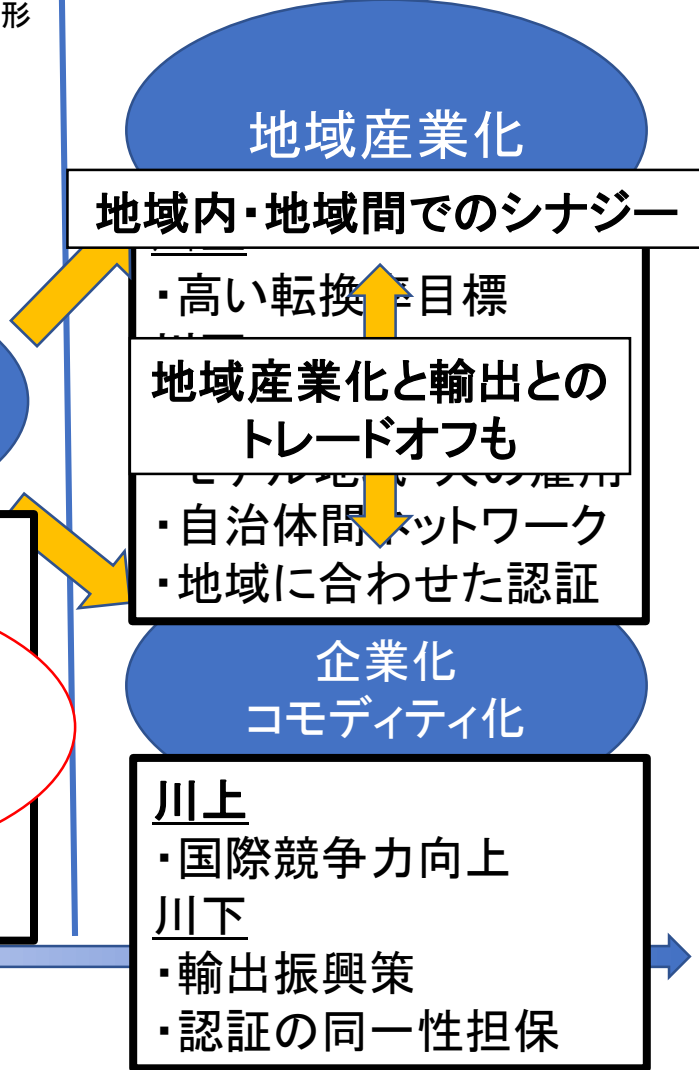 形
地域産業化
地域内・地域間でのシナジー
・高い転換率目標
地域産業化と輸出との
トレードオフも
・自治体間ネットワーク
・地域に合わせた認証
企業化
コモディティ化
川上
・国際競争力向上
川下
・輸出振興策
・認証の同一性担保